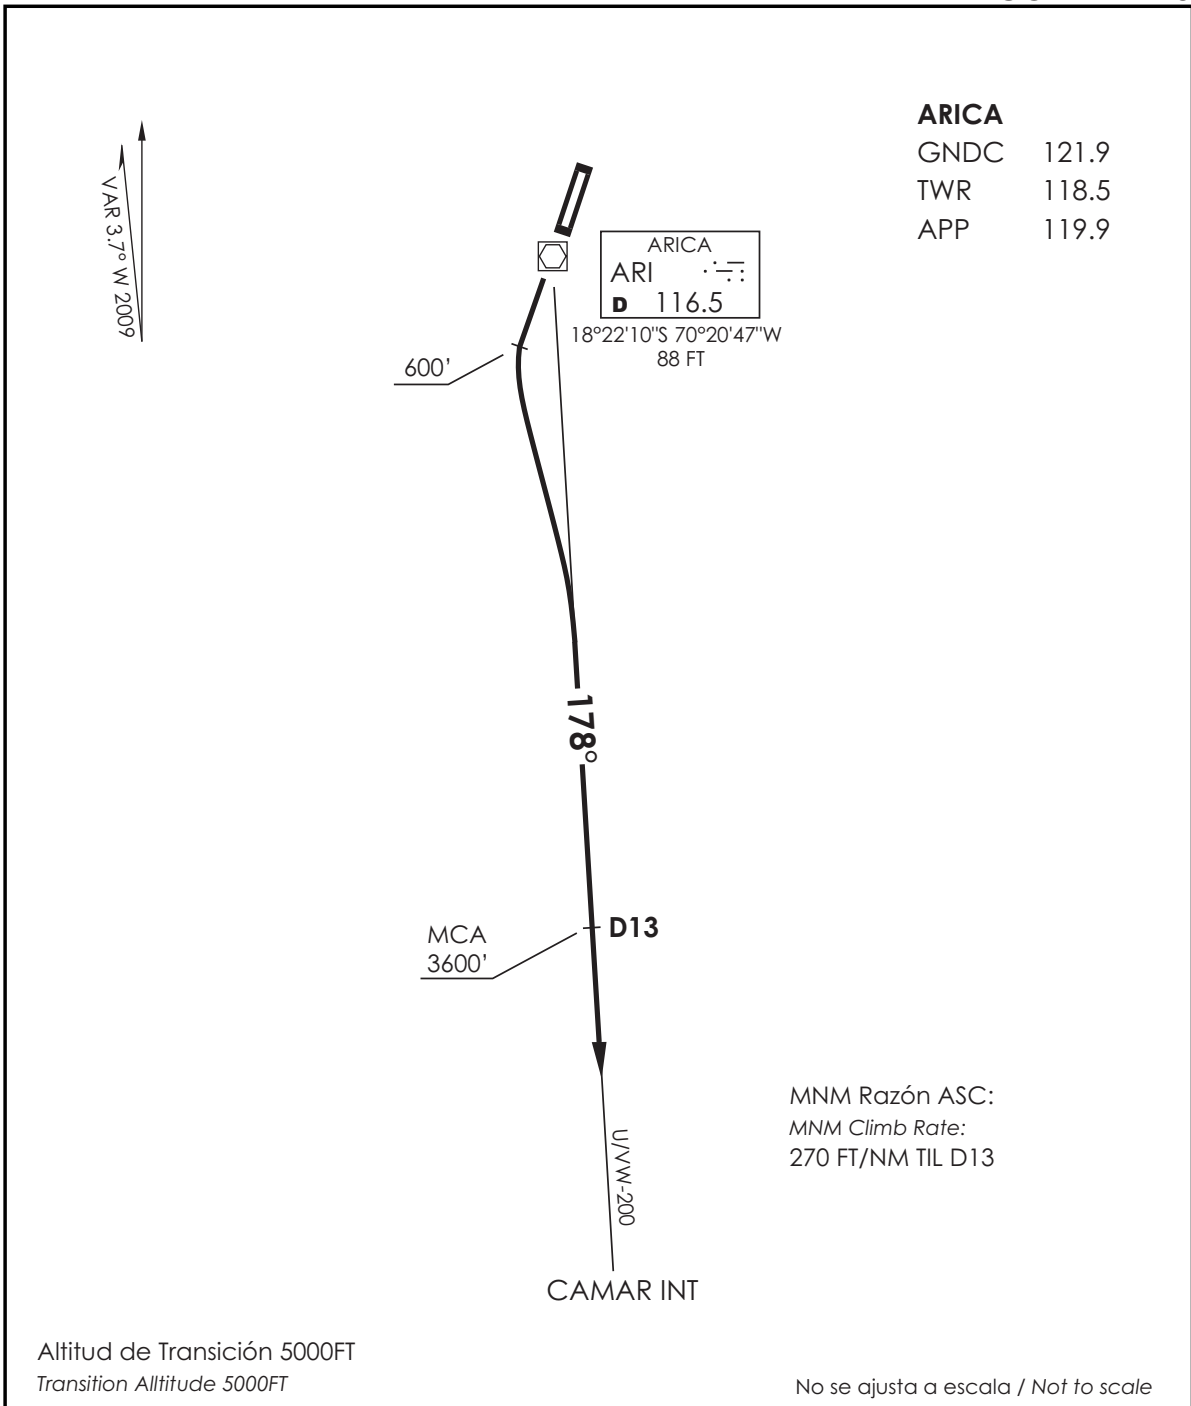 ARICA
GNDC 121.9
TWR 118.5
APP 119.9
VAR 3.7° W 2009
ARICA
ARI
D 116.5
18°22'10"S 70°20'47"W
88 FT
600'
178°
D13
MCA
3600'
MNM Razón ASC:
MNM Climb Rate:
270 FT/NM TIL D13
U/VW-200
CAMAR INT
Altitud de Transición 5000FT
Transition Alltitude 5000FT
No se ajusta a escala / Not to scale